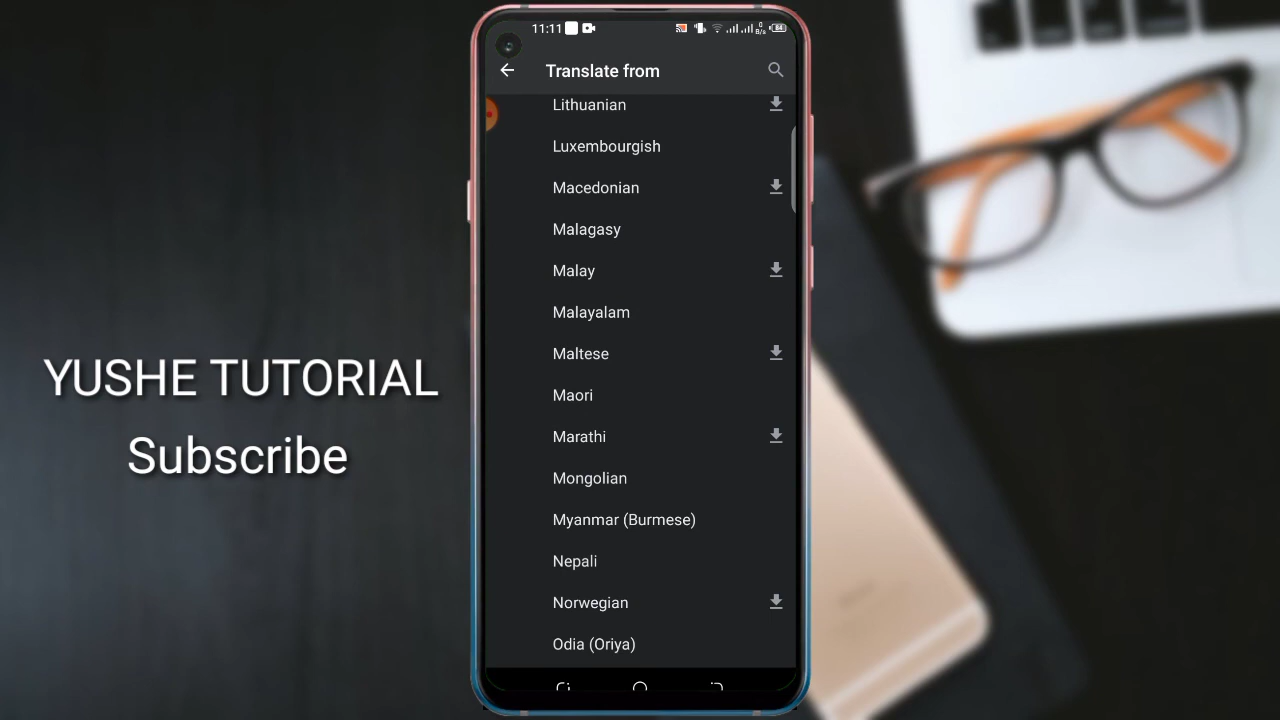 11:11
84
Translate from
Lithuanian
Luxembourgish
Macedonian
Malagasy
Malay
Malayalam
Maltese
Maori
Marathi
Mongolian
Myanmar (Burmese)
Nepali
Norwegian
Odia (Oriya)
YUSHE TUTORIAL
Subscribe